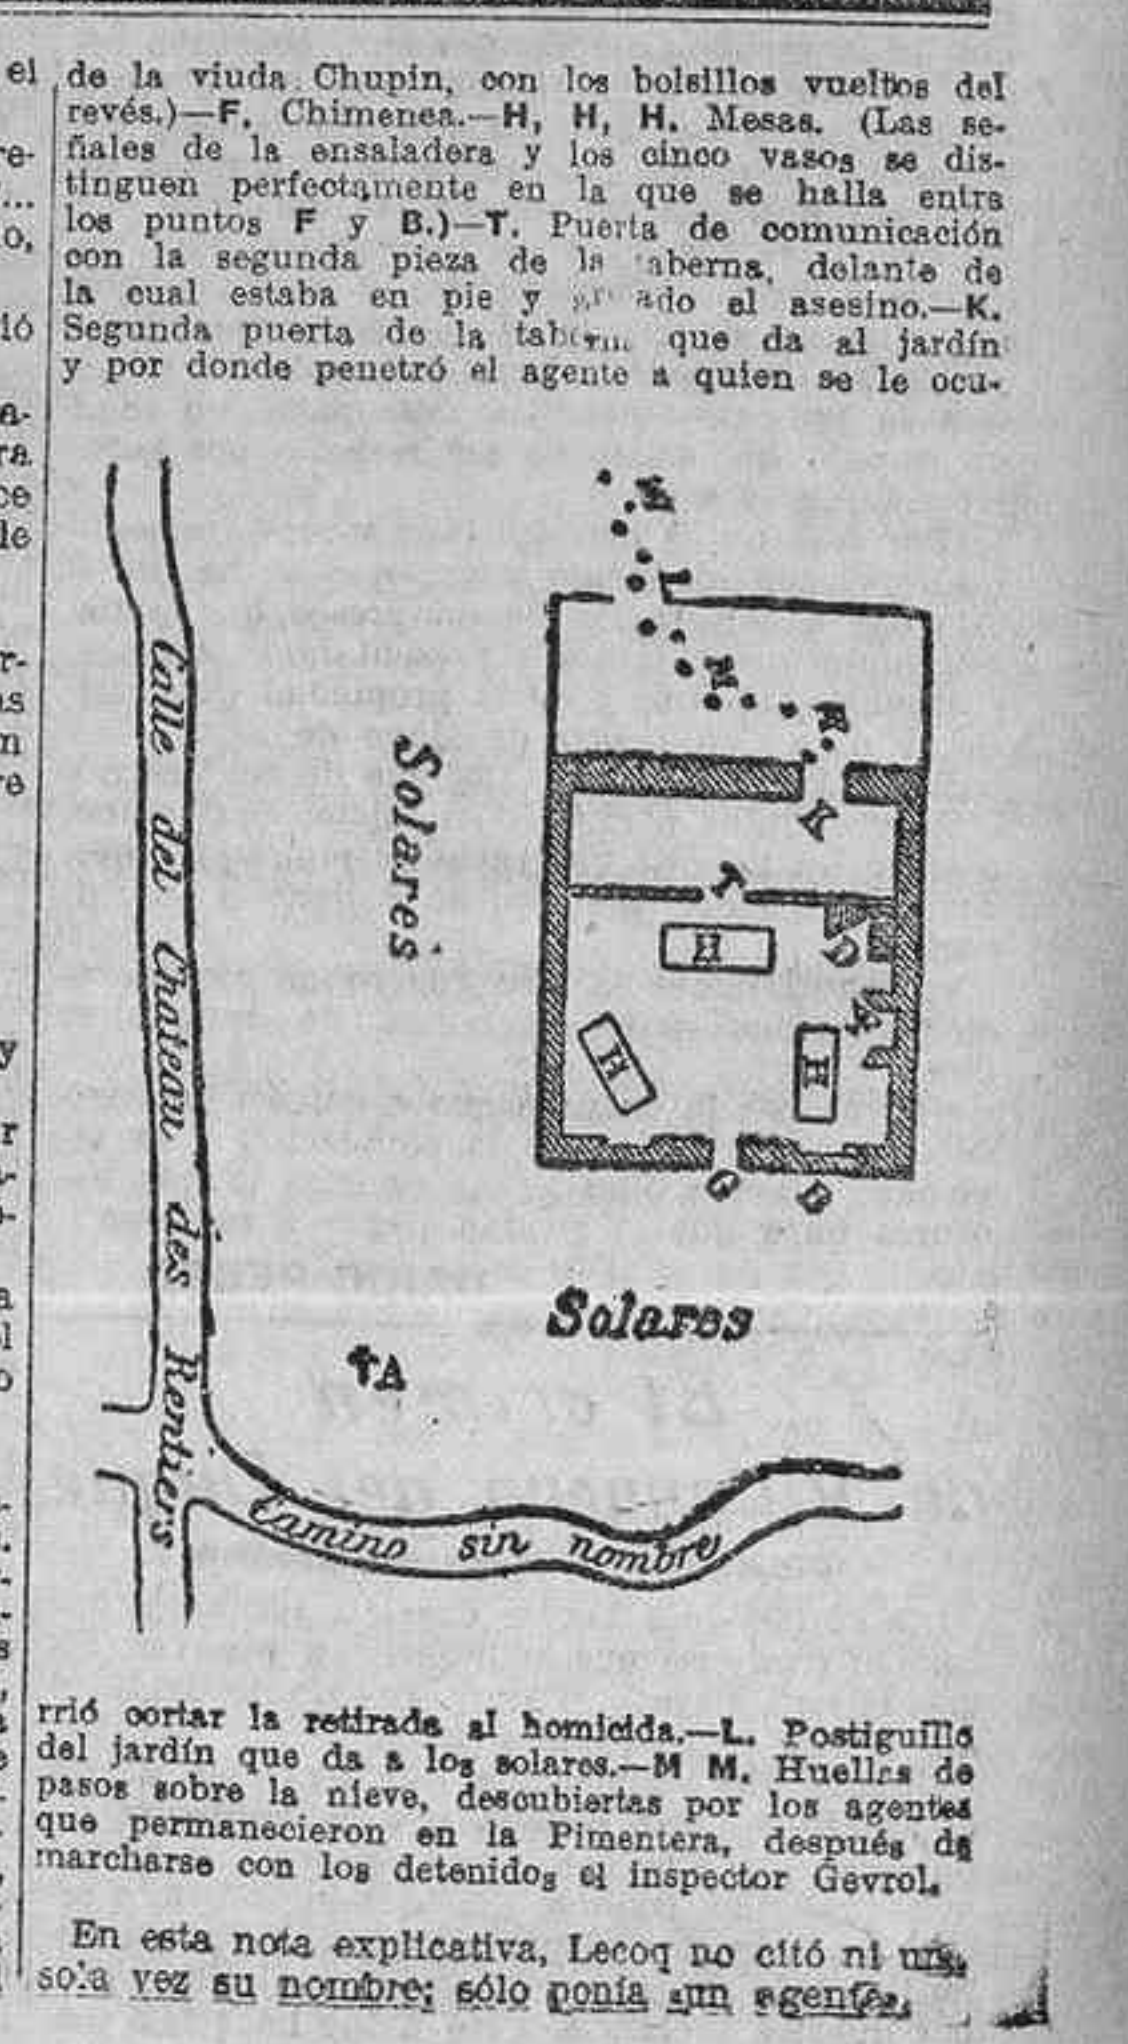 el
de la viuda Chupin, con los bolsillos vueltos del
revés.)—F. Chimenea.—H, H, H. Mesas. (Las se-
ñales de la ensaladera y los cinco vasos se dis-
tinguen perfectamente en la que se halla entre
los puntos F y B.)—T. Puerta de comunicación
con la segunda pieza de la taberna, delante de
la cual estaba en pie y el asesino.—K.
Segunda puerta de la taberna que da al jardín
y por donde penetró el agente a quien se le ocu-
M
L
M
K
T
H
H
H
G
B
Calle del Chateau des Rentiers
Solares
Solares
A
Camino sin nombre
rrió cortar la retirada al homicida.—L. Postiguillo
del jardín que da a los solares.—M M. Huellas de
pasos sobre la nieve, descubiertas por los agentes
que permanecieron en la Pimentera, después de
marcharse con los detenidos el inspector Gevrol.
En esta nota explicativa, Lecoq no citó ni una
sola vez su nombre; sólo ponía «un agente»,